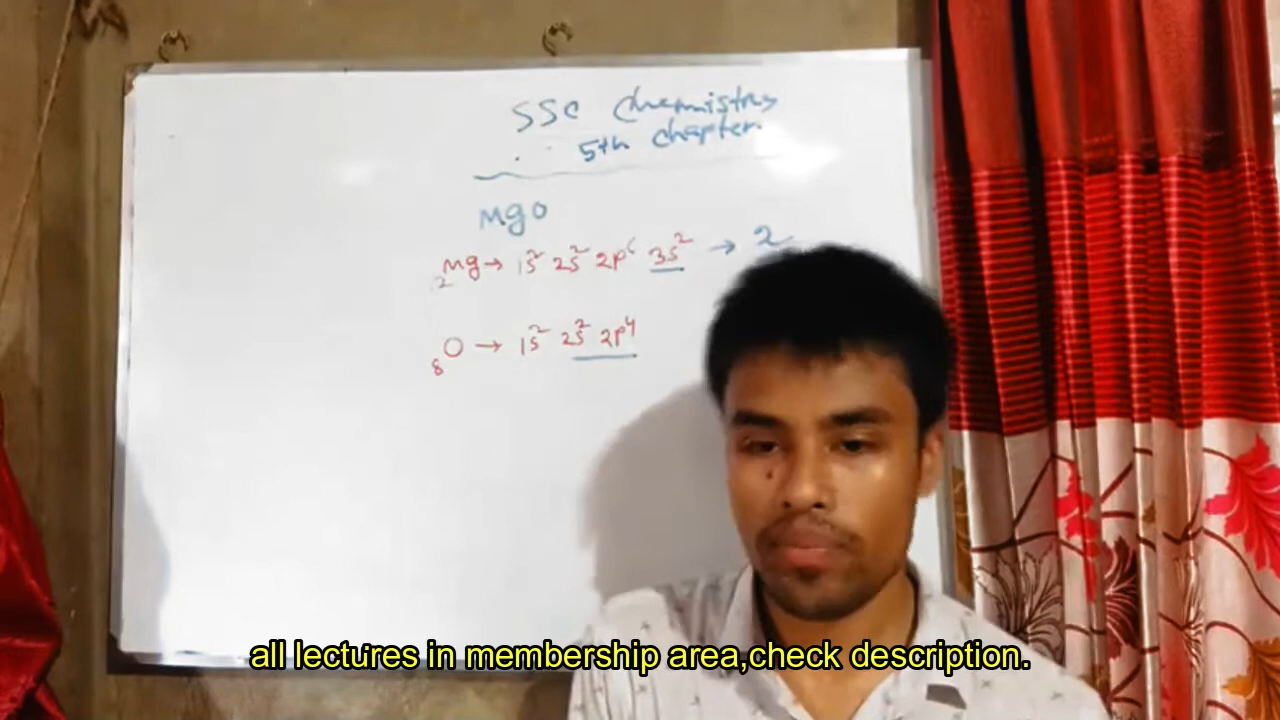 SSC Chemistry
5th chapter.
MgO
₁₂Mg → 1s² 2s² 2p⁶ 3s² → 2
₈O → 1s² 2s² 2p⁴
all lectures in membership area,check description.